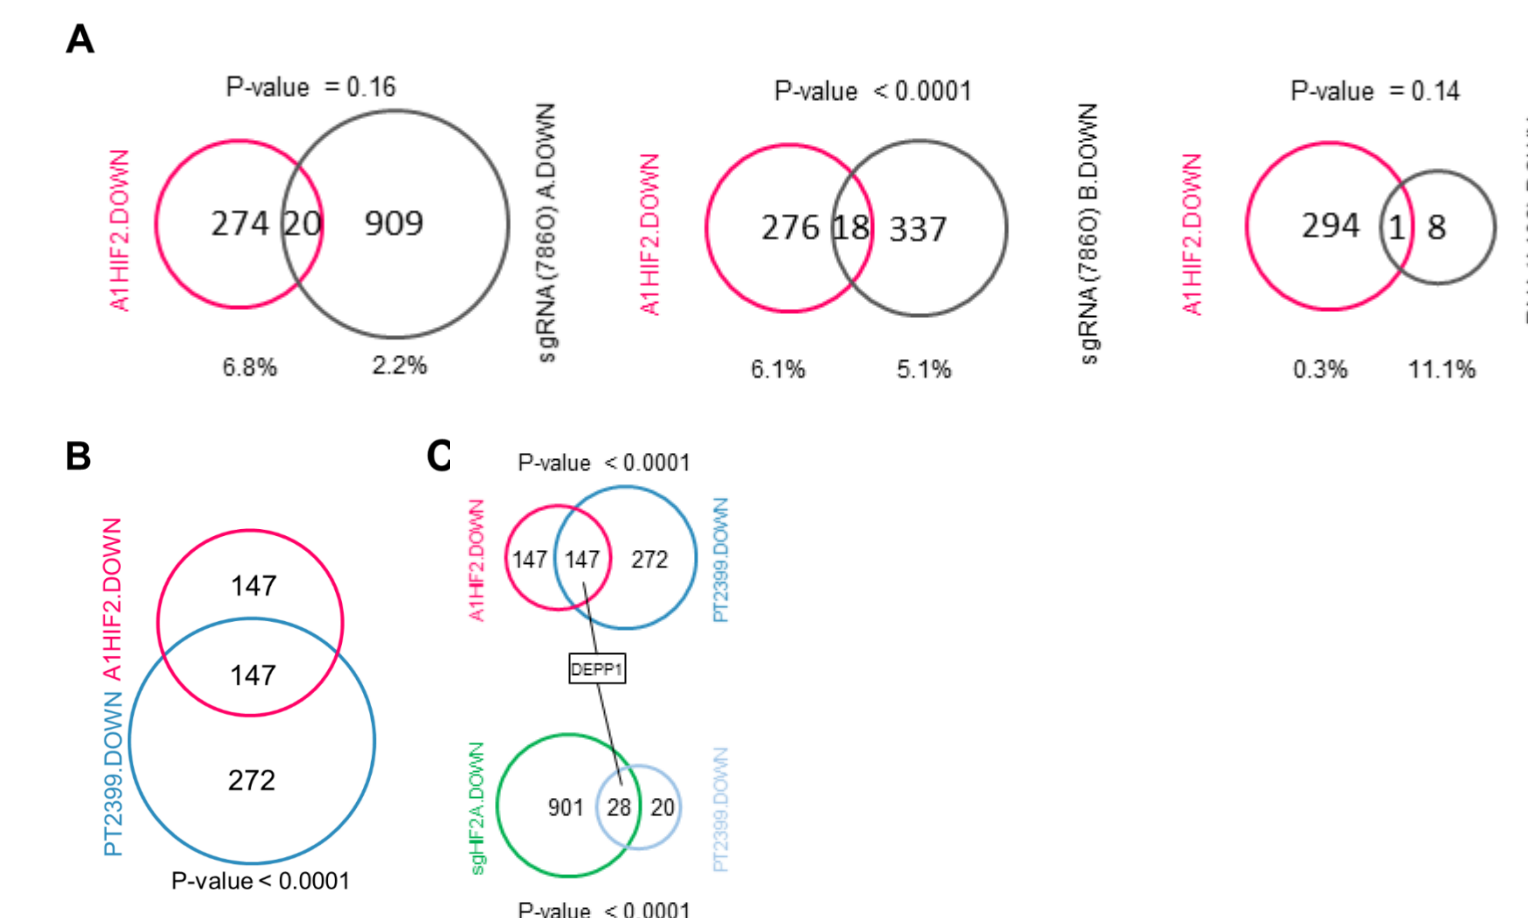 A
P-value = 0.16
P-value < 0.0001
P-value = 0.14
A1HIF2.DOWN
274 20 909
sgRNA(786O) A.DOWN
A1HIF2.DOWN
276 18 337
sgRNA(786O) B.DOWN
A1HIF2.DOWN
294 1 8
6.8% 2.2%
6.1% 5.1%
0.3% 11.1%
B
A1HIF2.DOWN
PT2399.DOWN
147
147
272
P-value < 0.0001
C
P-value < 0.0001
A1HIF2.DOWN
147 147 272
PT2399.DOWN
DEPP1
sgHIF2A.DOWN
901 28 20
PT2399.DOWN
P-value < 0.0001